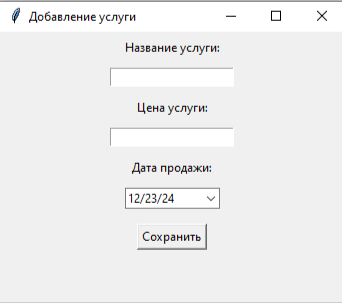 Добавление услуги
Название услуги:
Цена услуги:
Дата продажи:
12/23/24
Сохранить